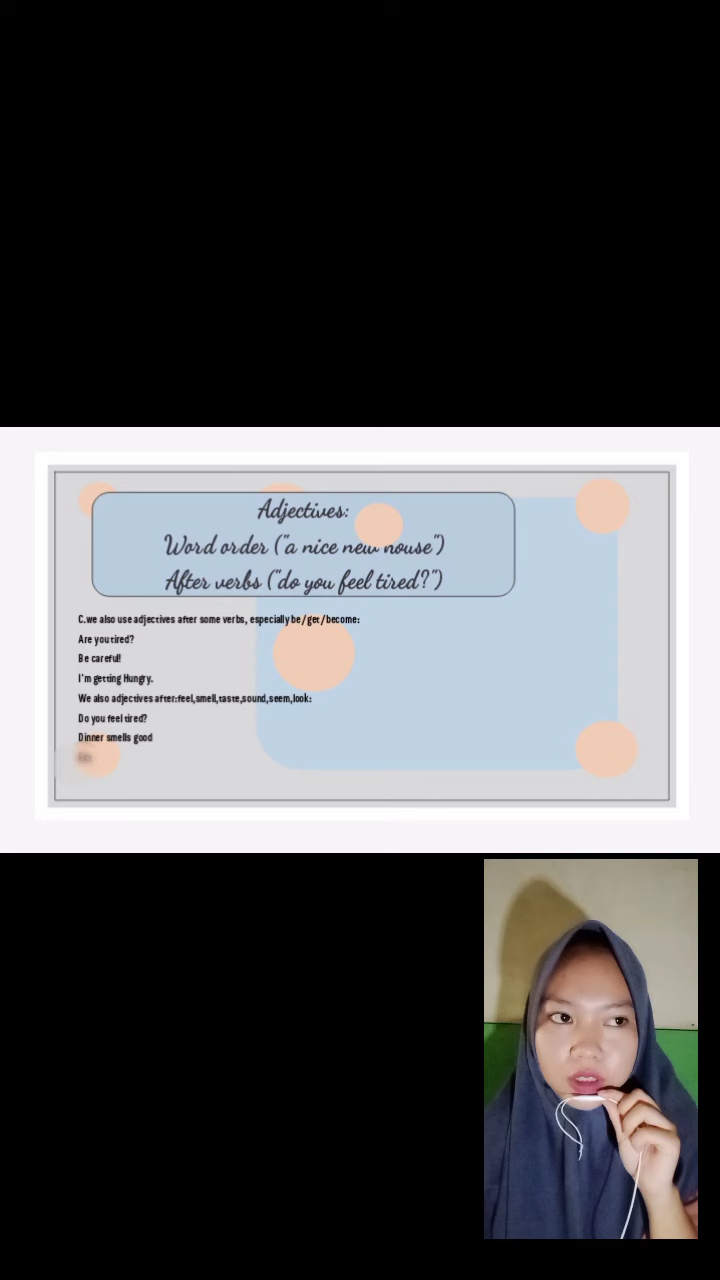 Adjectives:
Word order ("a nice new house")
After verbs ("do you feel tired?")
C.we also use adjectives after some verbs, especially be/get/become:
Are you tired?
Be careful!
I'm getting Hungry.
We also adjectives after:feel,smell,taste,sound,seem,look:
Do you feel tired?
Dinner smells good